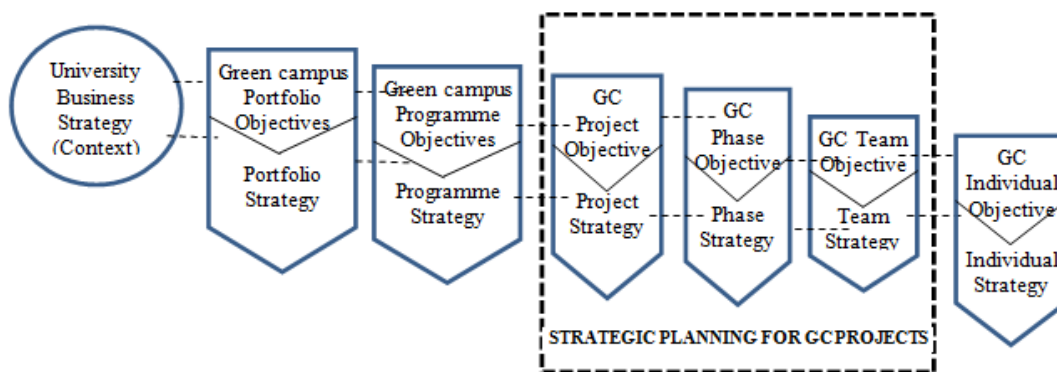 University
Business
Strategy
(Context)
Green campus
Portfolio
Objectives
Portfolio
Strategy
Green campus
Programme
Objectives
Programme
Strategy
GC
Project
Objective
Project
Strategy
GC
Phase
Objective
Phase
Strategy
GC Team
Objective
Team
Strategy
GC
Individual
Objective
Individual
Strategy
STRATEGIC PLANNING FOR GC PROJECTS